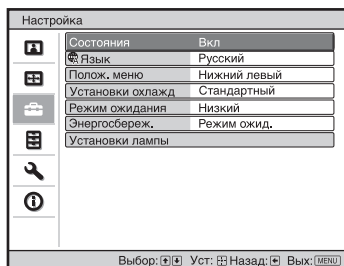 Настройка
Состояния Вкл
Язык Русский
Полож. меню Нижний левый
Установки охлажд Стандартный
Режим ожидания Низкий
Энергосбереж. Режим ожид.
Установки лампы
Выбор: Уст: Назад: Вых: MENU